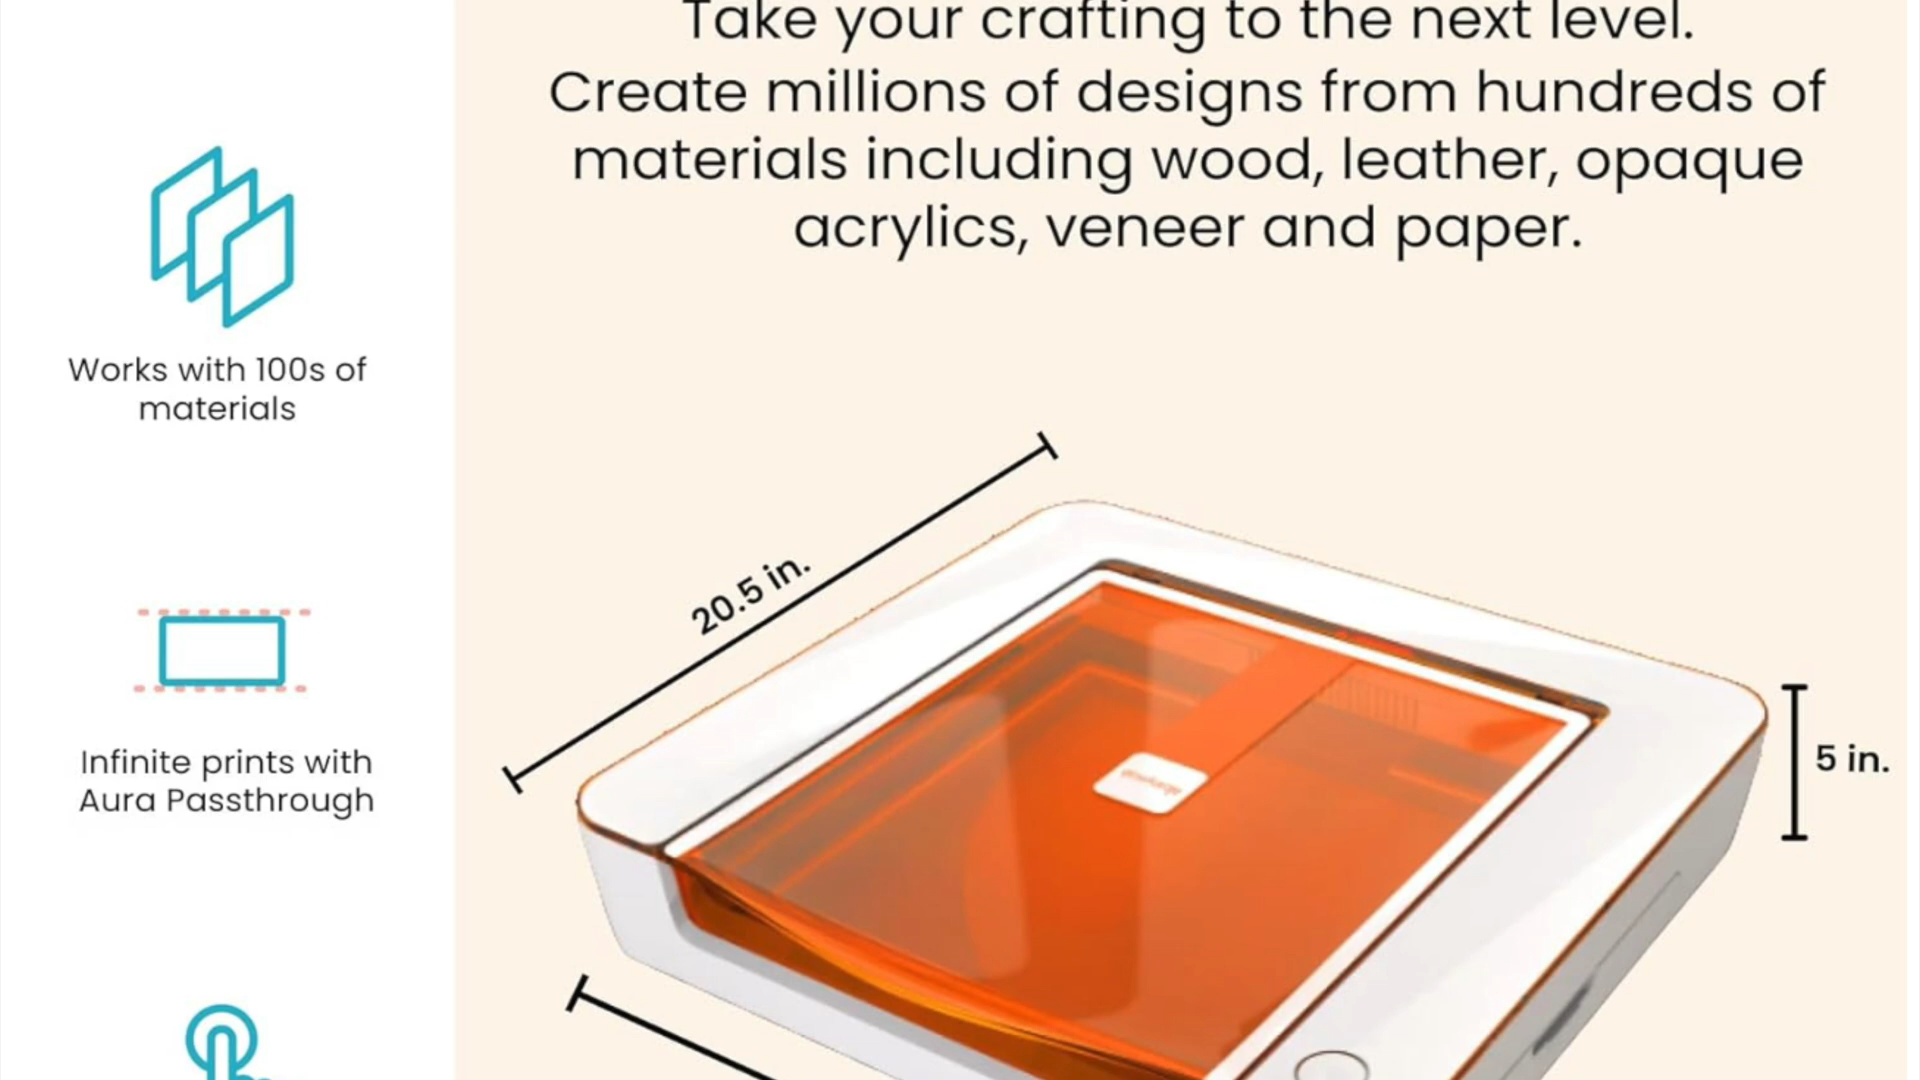 Take your crafting to the next level.
Create millions of designs from hundreds of
materials including wood, leather, opaque
acrylics, veneer and paper.
Works with 100s of
materials
20.5 in.
5 in.
Infinite prints with
Aura Passthrough